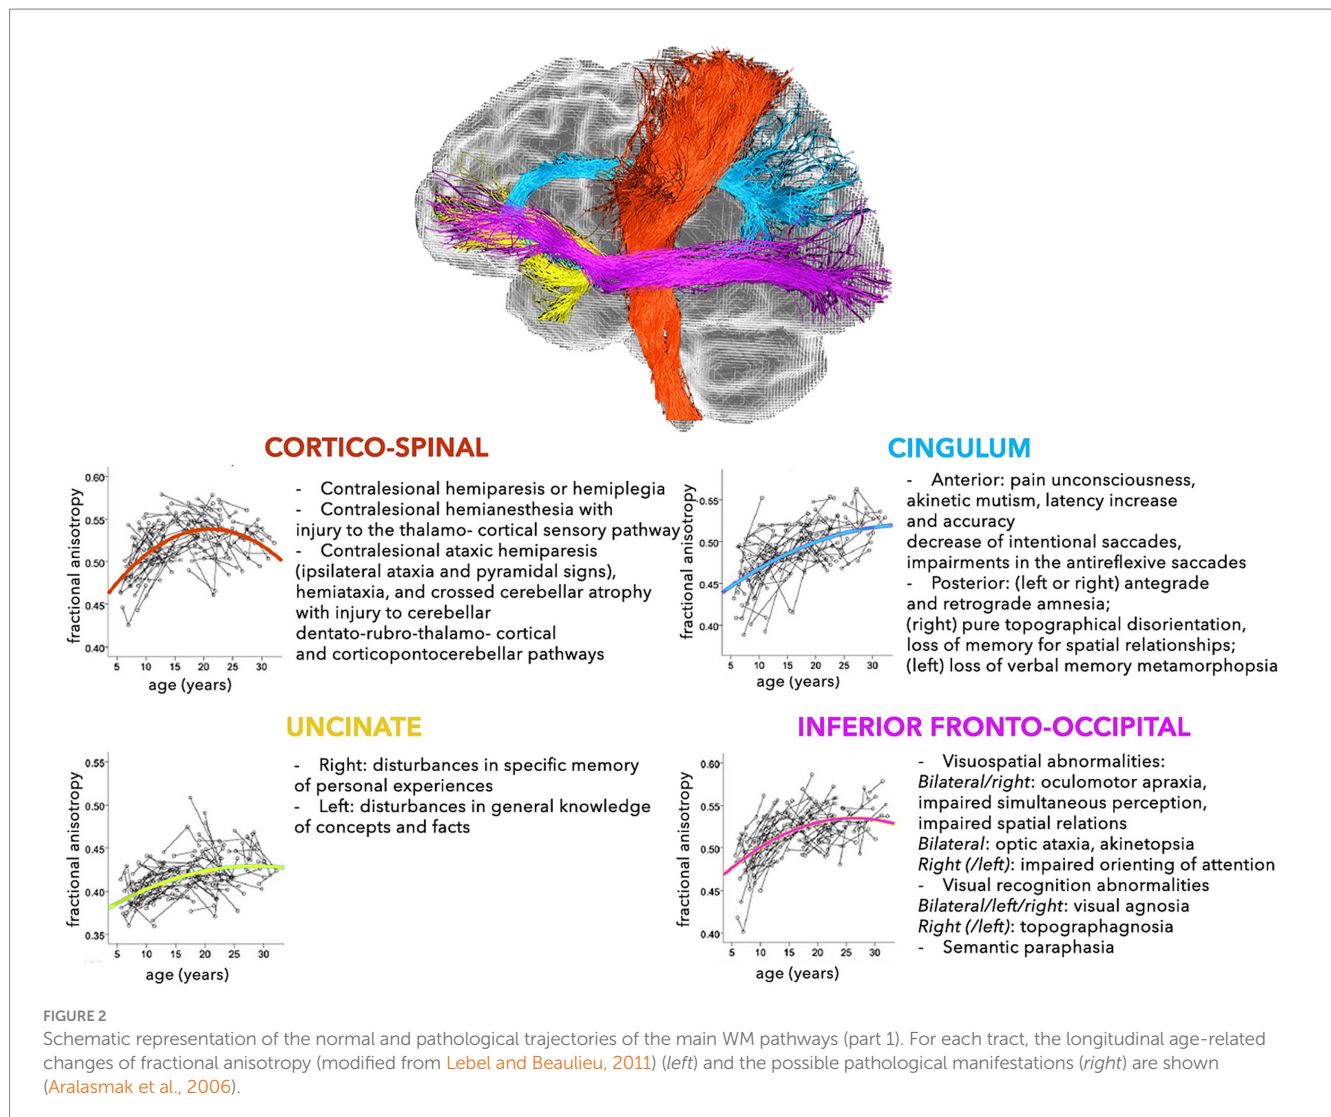 CORTICO-SPINAL
fractional anisotropy
0.60
0.55
0.50
0.45
0.40
5 10 15 20 25 30
age (years)
- Contralesional hemiparesis or hemiplegia
- Contralesional hemianesthesia with
injury to the thalamo- cortical sensory pathway
- Contralesional ataxic hemiparesis
(ipsilateral ataxia and pyramidal signs),
hemiataxia, and crossed cerebellar atrophy
with injury to cerebellar
dentato-rubro-thalamo- cortical
and corticopontocerebellar pathways
CINGULUM
fractional anisotropy
0.55
0.50
0.45
0.40
5 10 15 20 25 30
age (years)
- Anterior: pain unconsciousness,
akinetic mutism, latency increase
and accuracy
decrease of intentional saccades,
impairments in the antireflexive saccades
- Posterior: (left or right) antegrade
and retrograde amnesia;
(right) pure topographical disorientation,
loss of memory for spatial relationships;
(left) loss of verbal memory metamorphopsia
UNCINATE
fractional anisotropy
0.55
0.50
0.45
0.40
0.35
5 10 15 20 25 30
age (years)
- Right: disturbances in specific memory
of personal experiences
- Left: disturbances in general knowledge
of concepts and facts
INFERIOR FRONTO-OCCIPITAL
fractional anisotropy
0.60
0.55
0.50
0.45
0.40
5 10 15 20 25 30
age (years)
- Visuospatial abnormalities:
Bilateral/right: oculomotor apraxia,
impaired simultaneous perception,
impaired spatial relations
Bilateral: optic ataxia, akinetopsia
Right (/left): impaired orienting of attention
- Visual recognition abnormalities
Bilateral/left/right: visual agnosia
Right (/left): topographagnosia
- Semantic paraphasia
FIGURE 2
Schematic representation of the normal and pathological trajectories of the main WM pathways (part 1). For each tract, the longitudinal age-related
changes of fractional anisotropy (modified from Lebel and Beaulieu, 2011) (left) and the possible pathological manifestations (right) are shown
(Aralasmak et al., 2006).